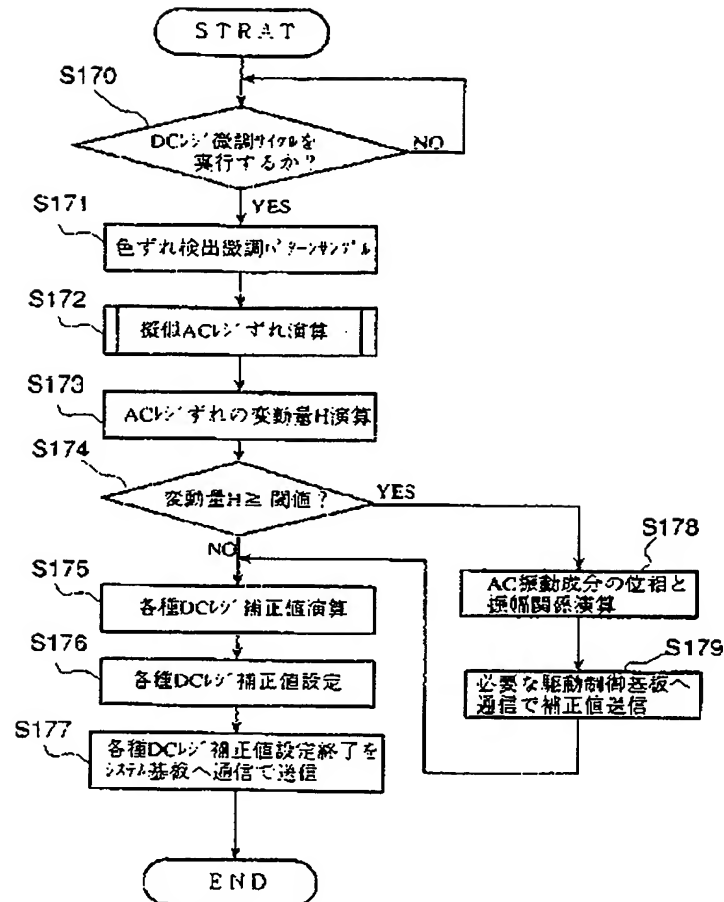 STRAT
S170
DCレジ微調サイクルを
実行するか?
NO
YES
S171
色ずれ検出微調パターンサンプル
S172
擬似ACレジずれ演算
S173
ACレジずれの変動量H演算
S174
変動量H≧閾値?
YES
NO
S175
各種DCレジ補正値演算
S176
各種DCレジ補正値設定
S177
各種DCレジ補正値設定終了を
システム基板へ通信で送信
S178
AC振動成分の位相と
振幅関係演算
S179
必要な駆動制御基板へ
通信で補正値送信
END